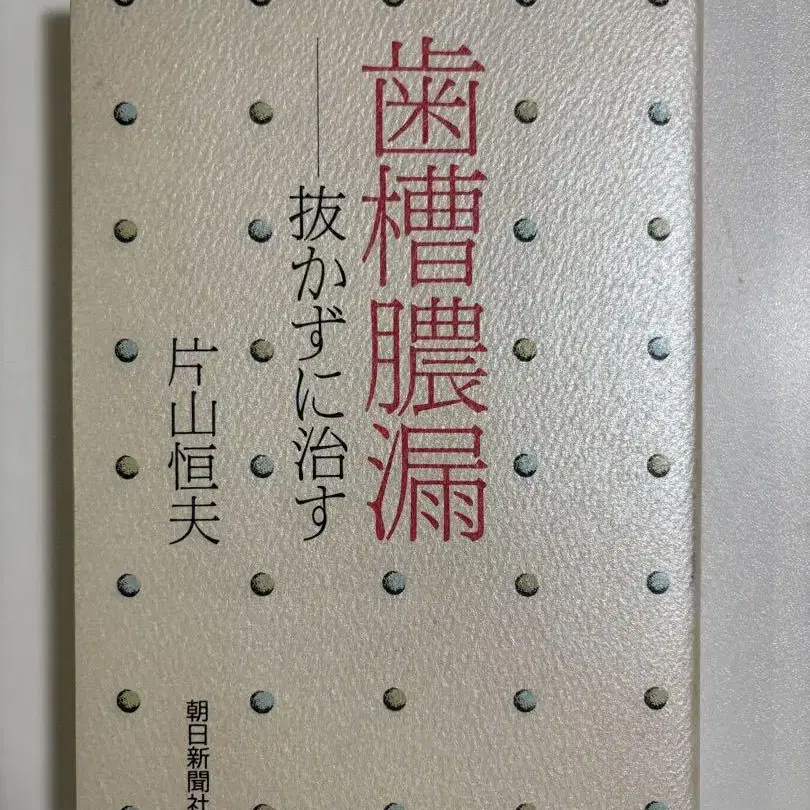 歯槽膿漏
――抜かずに治す
片山恒夫
朝日新聞社